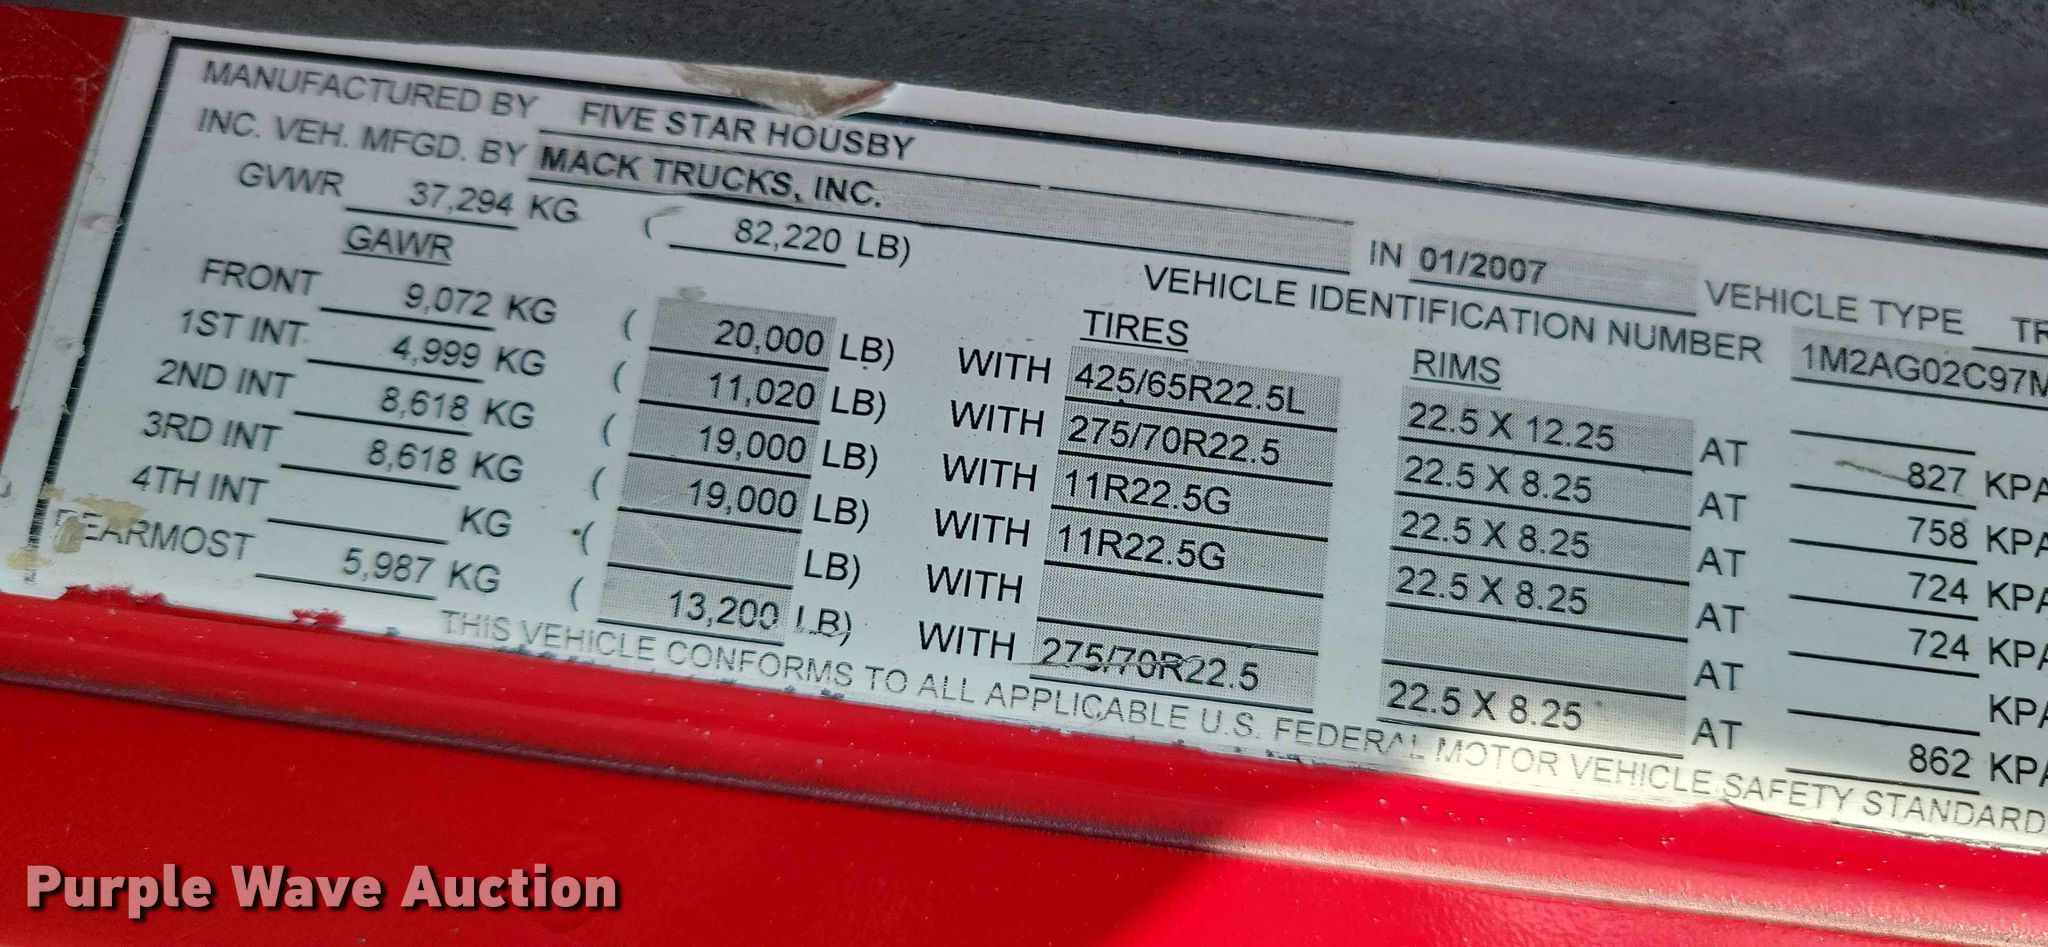 MANUFACTURED BY FIVE STAR HOUSBY
INC. VEH. MFGD. BY MACK TRUCKS, INC. IN 01/2007 VEHICLE TYPE
GVWR 37,294 KG ( 82,220 LB) VEHICLE IDENTIFICATION NUMBER 1M2AG02C97M
GAWR TIRES RIMS
FRONT 9,072 KG ( 20,000 LB) WITH 425/65R22.5L 22.5 X 12.25 AT 827 KPA
1ST INT 4,999 KG ( 11,020 LB) WITH 275/70R22.5 22.5 X 8.25 AT 758 KPA
2ND INT 8,618 KG ( 19,000 LB) WITH 11R22.5G 22.5 X 8.25 AT 724 KPA
3RD INT 8,618 KG ( 19,000 LB) WITH 11R22.5G 22.5 X 8.25 AT 724 KPA
4TH INT KG ( LB) WITH AT KPA
REARMOST 5,987 KG ( 13,200 LB) WITH 275/70R22.5 22.5 X 8.25 AT 862 KPA
THIS VEHICLE CONFORMS TO ALL APPLICABLE U.S. FEDERAL MOTOR VEHICLE SAFETY STANDARD
Purple Wave Auction